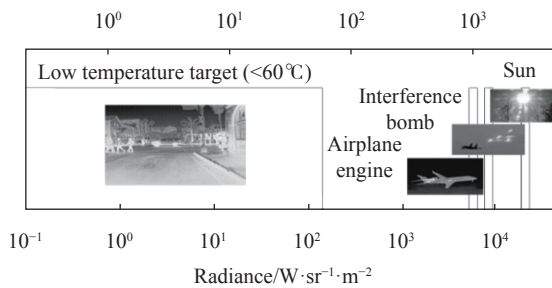 10⁰ 10¹ 10² 10³
Low temperature target (<60℃) Sun
Interference
bomb
Airplane
engine
10⁻¹ 10⁰ 10¹ 10² 10³ 10⁴
Radiance/W·sr⁻¹·m⁻²